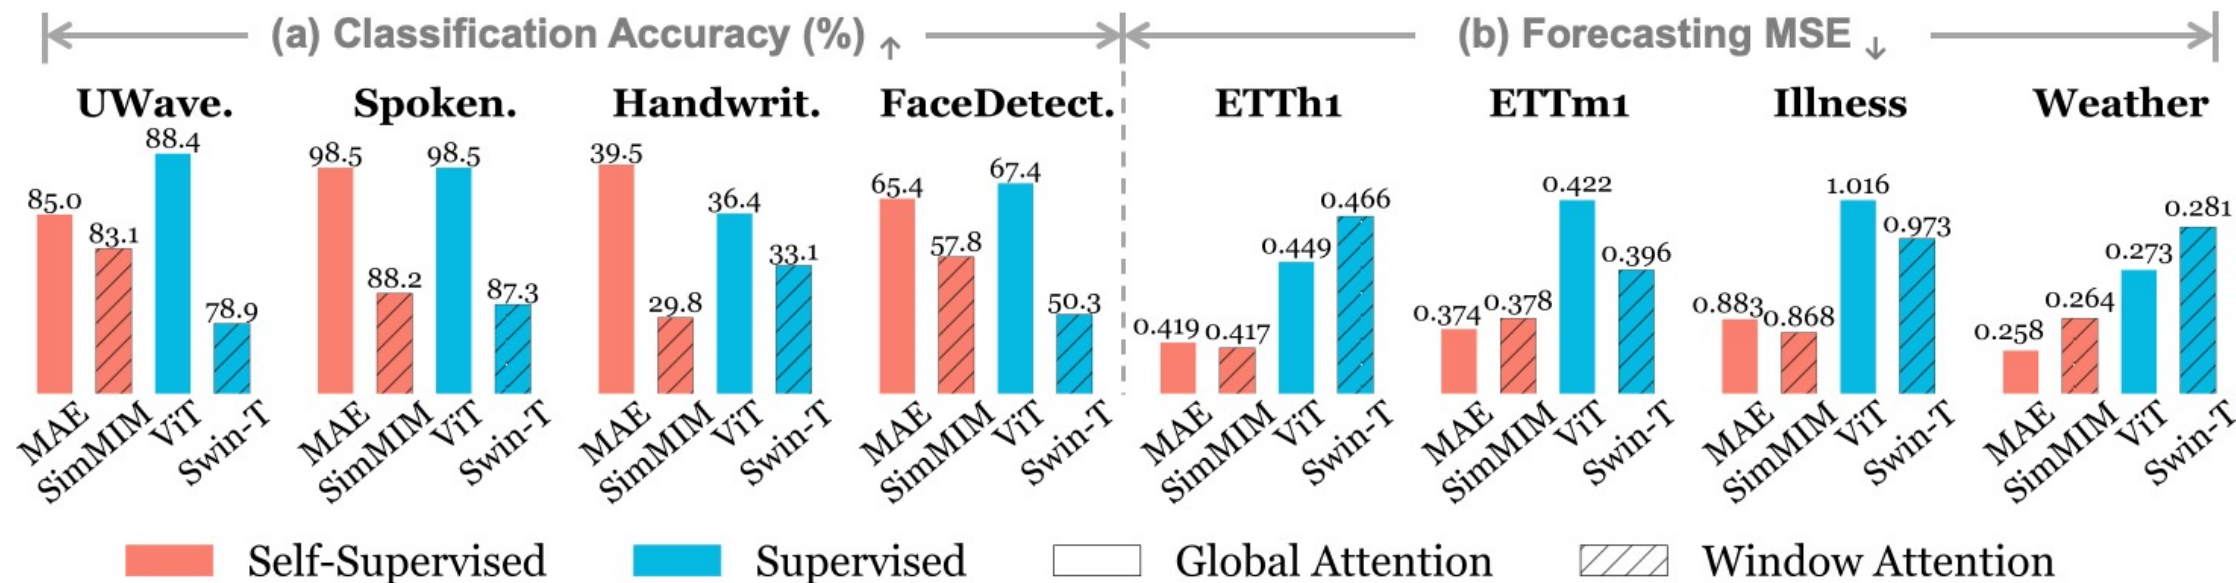 (a) Classification Accuracy (%) ↑
(b) Forecasting MSE ↓
UWave.
88.4
85.0
83.1
78.9
MAE
SimMIM
ViT
Swin-T
Spoken.
98.5
88.2
98.5
87.3
MAE
SimMIM
ViT
Swin-T
Handwrit.
39.5
29.8
36.4
33.1
MAE
SimMIM
ViT
Swin-T
FaceDetect.
65.4
57.8
67.4
50.3
MAE
SimMIM
ViT
Swin-T
ETTh1
0.419
0.417
0.449
0.466
MAE
SimMIM
ViT
Swin-T
ETTm1
0.374
0.378
0.422
0.396
MAE
SimMIM
ViT
Swin-T
Illness
0.883
0.868
1.016
0.973
MAE
SimMIM
ViT
Swin-T
Weather
0.258
0.264
0.273
0.281
MAE
SimMIM
ViT
Swin-T
Self-Supervised
Supervised
Global Attention
Window Attention